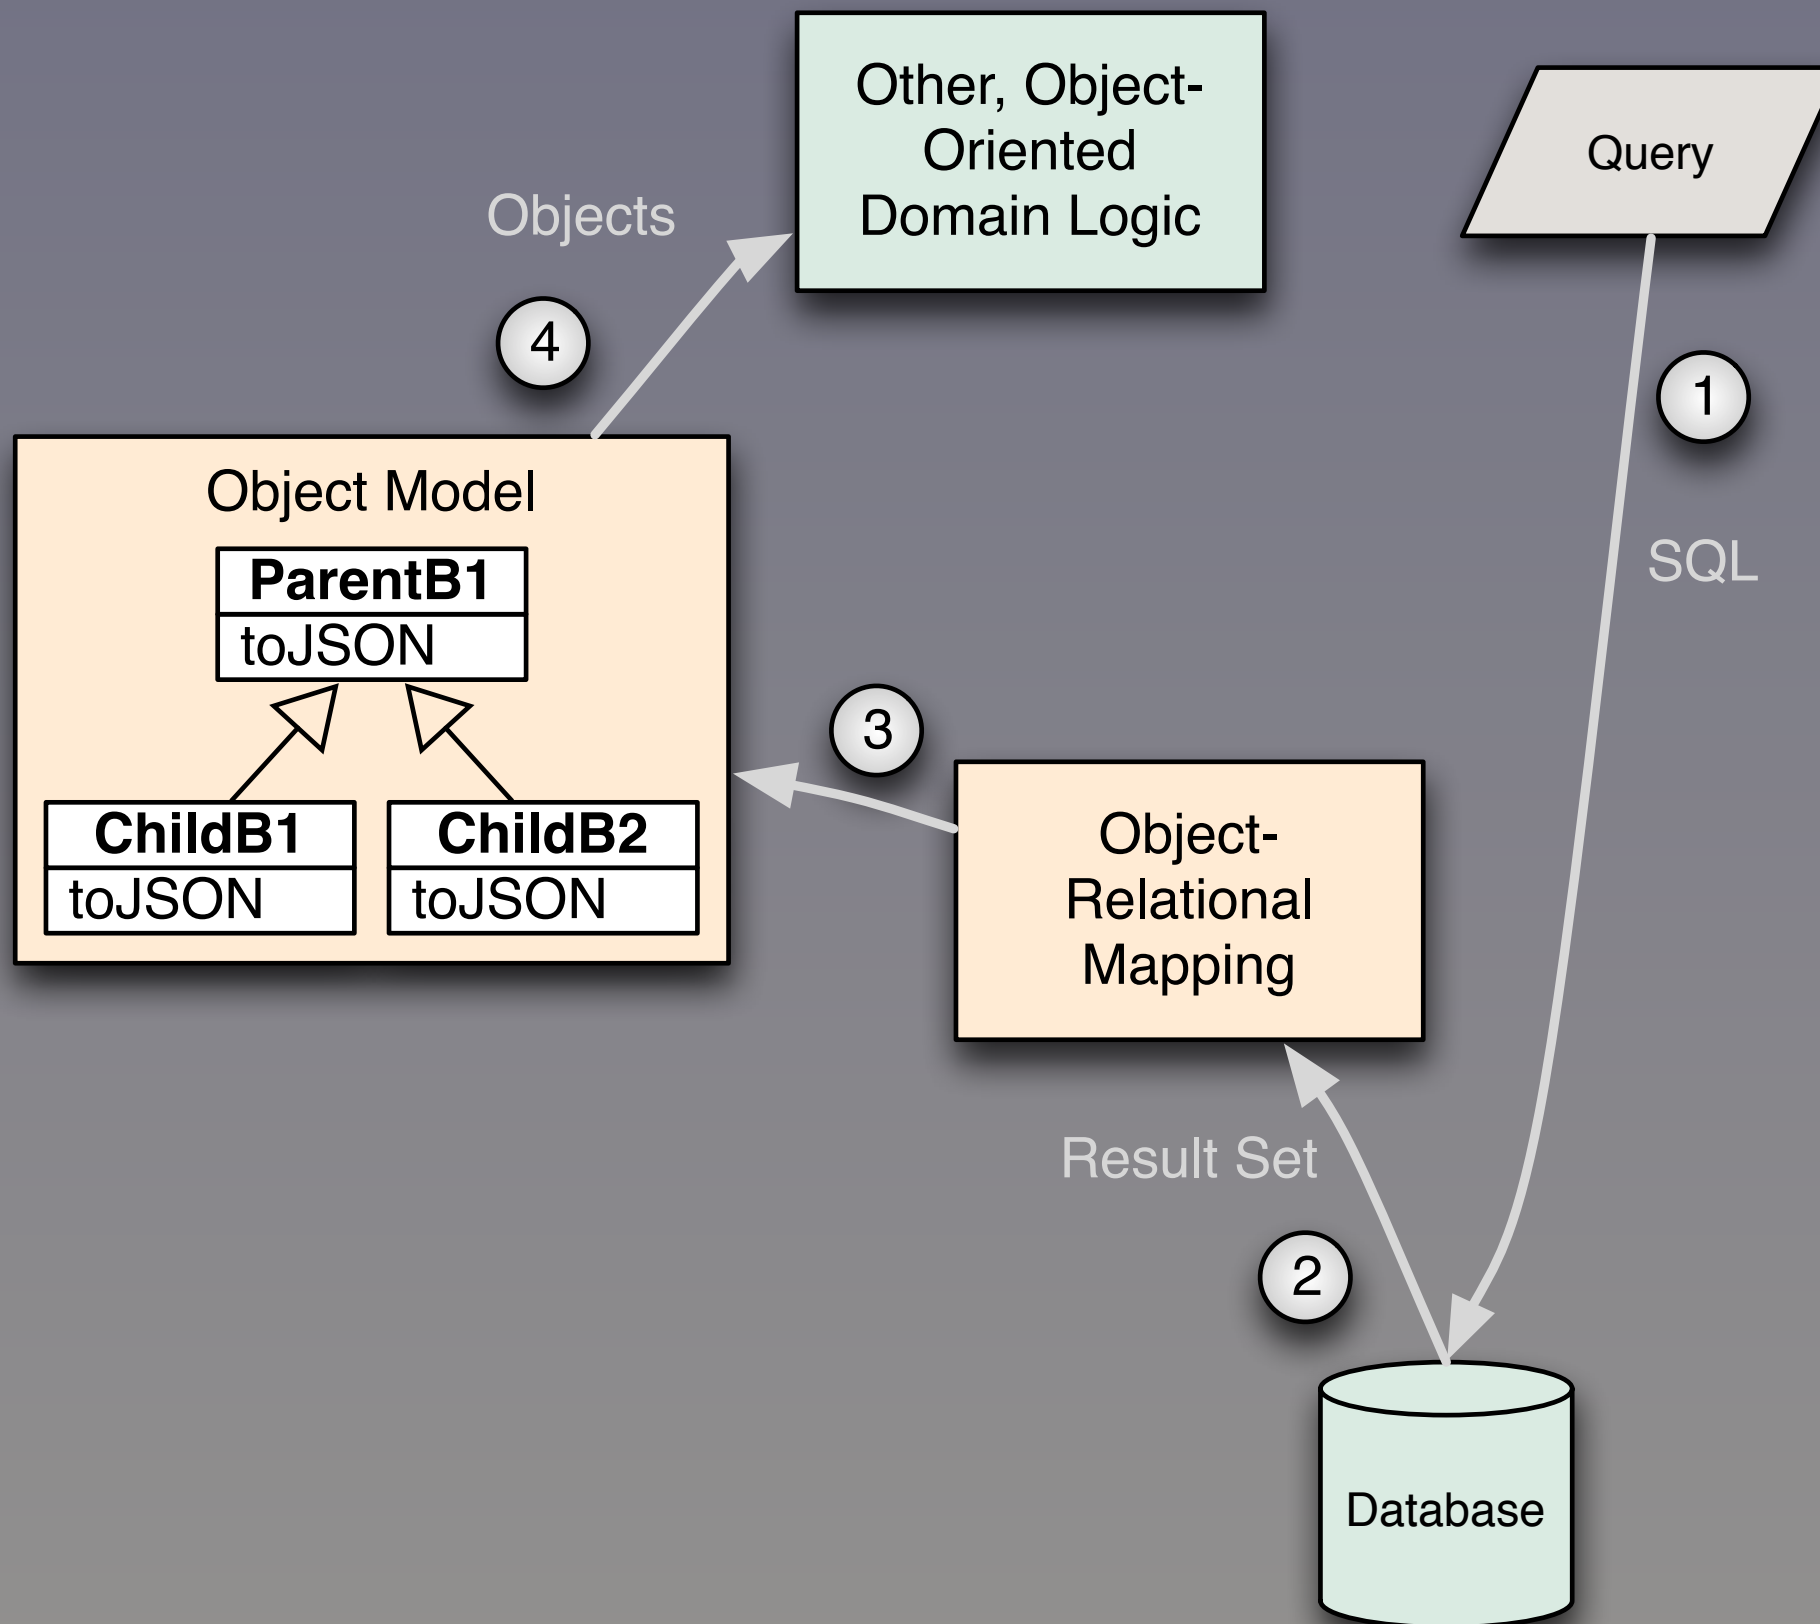 Other, Object-
Oriented
Domain Logic
Query
Objects
4
1
Object Model
ParentB1
toJSON
SQL
3
ChildB1
toJSON
ChildB2
toJSON
Object-
Relational
Mapping
Result Set
2
Database